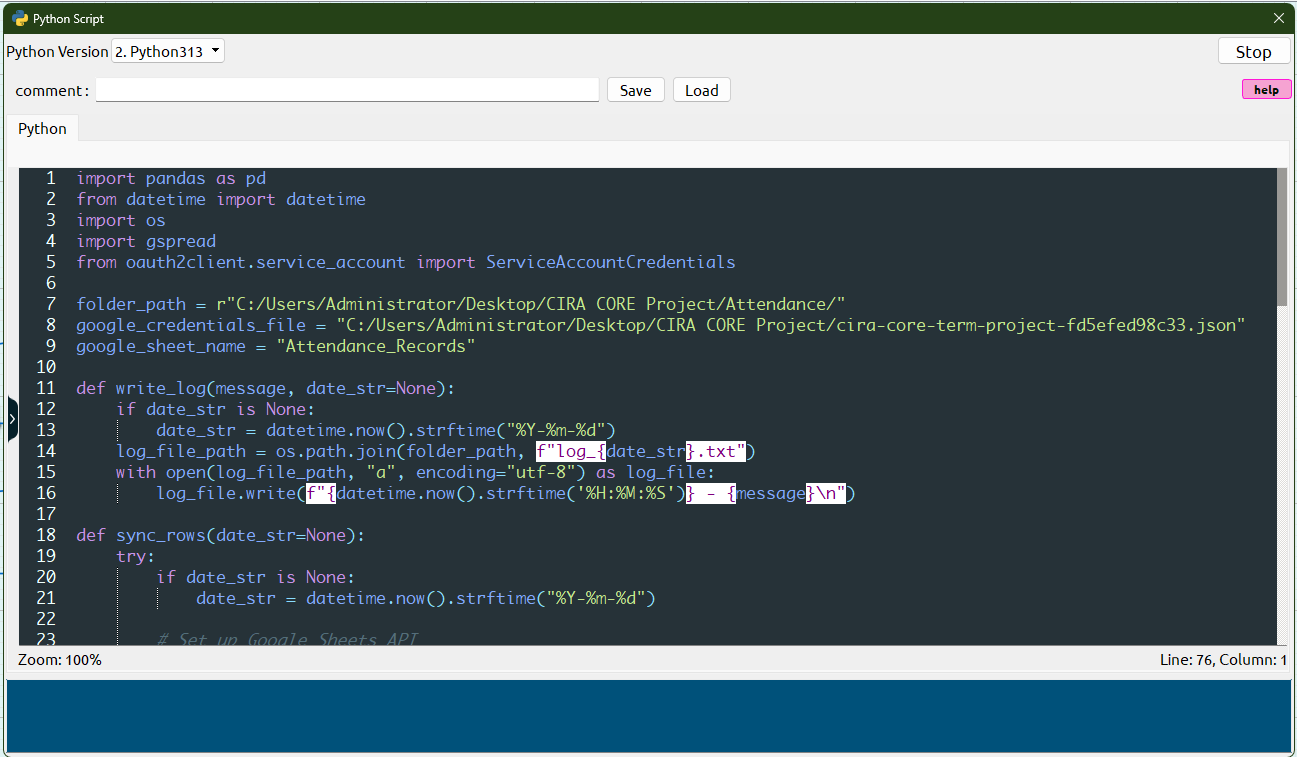 Python Script
Python Version 2. Python313 Stop
comment : Save Load help
Python
1 import pandas as pd
2 from datetime import datetime
3 import os
4 import gspread
5 from oauth2client.service_account import ServiceAccountCredentials
6
7 folder_path = r"C:/Users/Administrator/Desktop/CIRA CORE Project/Attendance/"
8 google_credentials_file = "C:/Users/Administrator/Desktop/CIRA CORE Project/cira-core-term-project-fd5efed98c33.json"
9 google_sheet_name = "Attendance_Records"
10
11 def write_log(message, date_str=None):
12     if date_str is None:
13         date_str = datetime.now().strftime("%Y-%m-%d")
14     log_file_path = os.path.join(folder_path, f"log_{date_str}.txt")
15     with open(log_file_path, "a", encoding="utf-8") as log_file:
16         log_file.write(f"{datetime.now().strftime('%H:%M:%S')} - {message}\n")
17
18 def sync_rows(date_str=None):
19     try:
20         if date_str is None:
21             date_str = datetime.now().strftime("%Y-%m-%d")
22
23         # Set up Google Sheets API
Zoom: 100% Line: 76, Column: 1